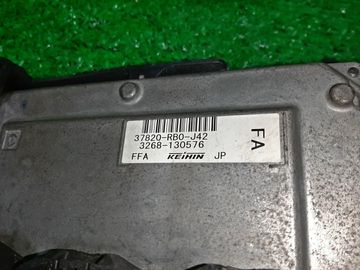 37820-RB0-J42
3268-130576
FFA KEIHIN JP
FA